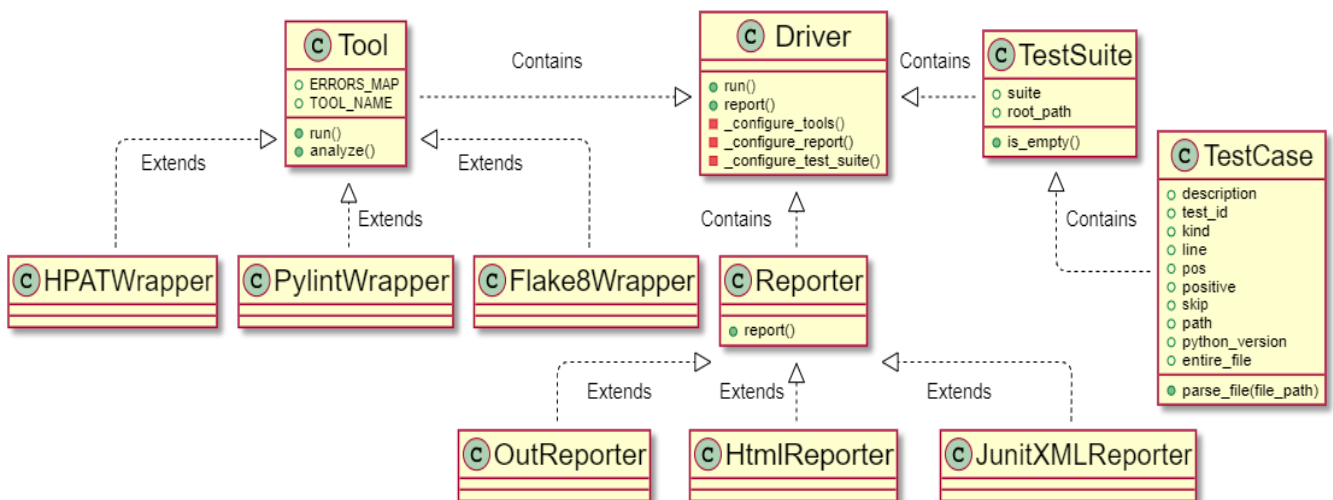 C Tool
ERRORS_MAP
TOOL_NAME
run()
analyze()
Contains
C Driver
run()
report()
_configure_tools()
_configure_report()
_configure_test_suite()
Contains
C TestSuite
suite
root_path
is_empty()
Extends
Extends
Extends
Contains
Contains
C TestCase
description
test_id
kind
line
pos
positive
skip
path
python_version
entire_file
parse_file(file_path)
C HPATWrapper
C PylintWrapper
C Flake8Wrapper
C Reporter
report()
Extends
Extends
Extends
C OutReporter
C HtmlReporter
C JunitXMLReporter